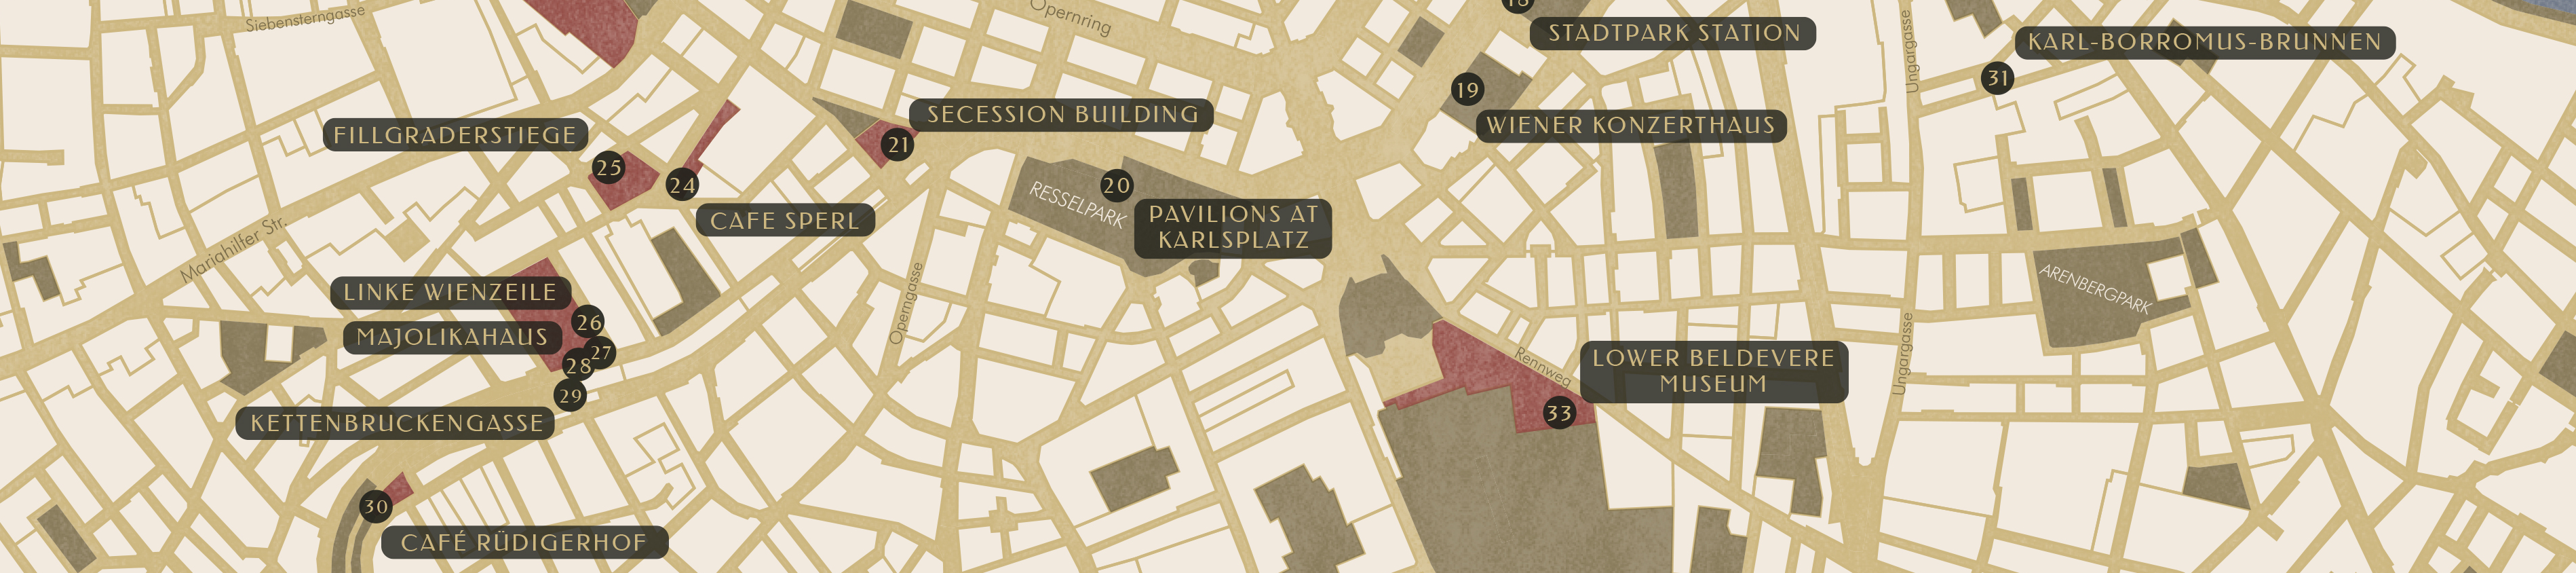 Siebensterngasse
Opernring
18
STADTPARK STATION
Ungargasse
KARL-BORROMUS-BRUNNEN
31
19
WIENER KONZERTHAUS
SECESSION BUILDING
21
FILLGRADERSTIEGE
25
24
CAFE SPERL
20
RESSELPARK
PAVILIONS AT
KARLSPLATZ
Mariahilfer Str.
LINKE WIENZEILE
26
MAJOLIKAHAUS
27
28
29
KETTENBRUCKENGASSE
Operngasse
ARENBERGPARK
Ungargasse
Rennweg
LOWER BELDEVERE
MUSEUM
33
30
CAFÉ RÜDIGERHOF